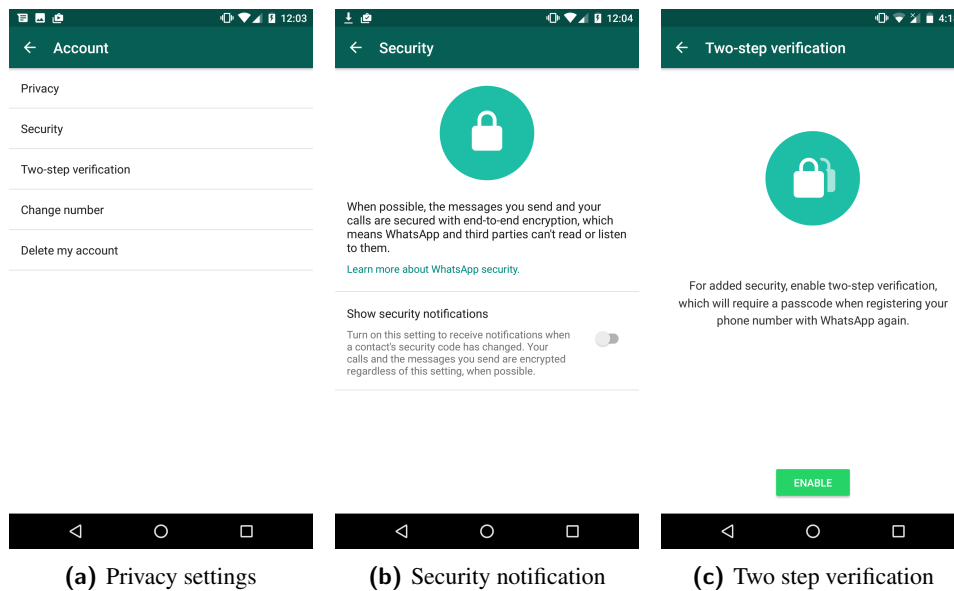 12:03
Account
Privacy
Security
Two-step verification
Change number
Delete my account
(a) Privacy settings
12:04
Security
When possible, the messages you send and your
calls are secured with end-to-end encryption, which
means WhatsApp and third parties can't read or listen
to them.
Learn more about WhatsApp security.
Show security notifications
Turn on this setting to receive notifications when
a contact's security code has changed. Your
calls and the messages you send are encrypted
regardless of this setting, when possible.
(b) Security notification
Two-step verification
For added security, enable two-step verification,
which will require a passcode when registering your
phone number with WhatsApp again.
ENABLE
(c) Two step verification